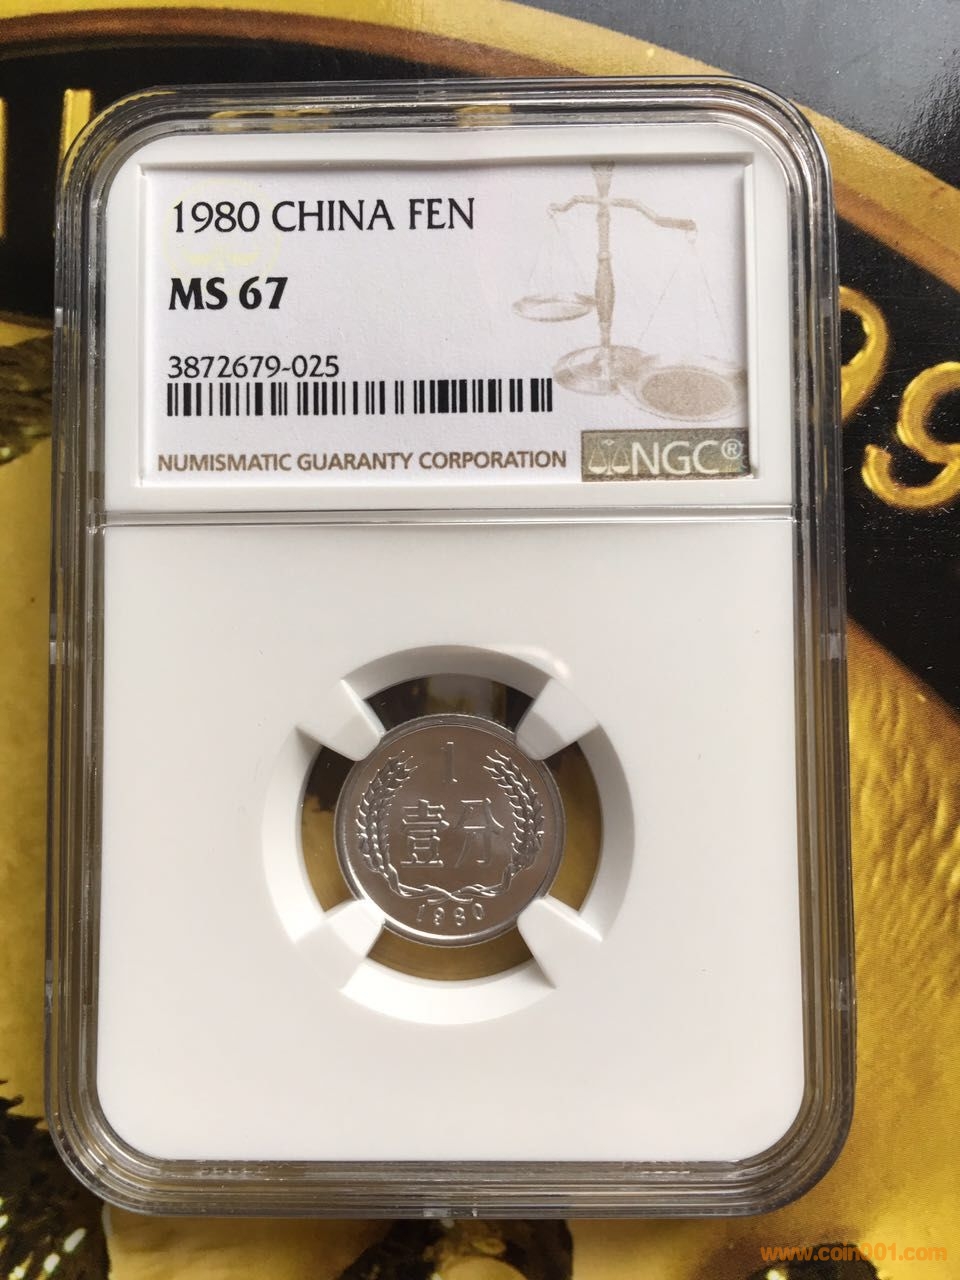 1980 CHINA FEN
MS 67
3872679-025
NUMISMATIC GUARANTY CORPORATION
NGC®
1
壹分
1980
www.coin001.com